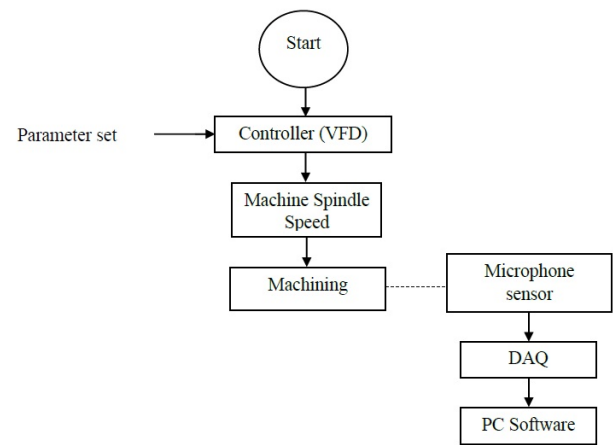 Start
Parameter set
Controller (VFD)
Machine Spindle
Speed
Machining
Microphone
sensor
DAQ
PC Software